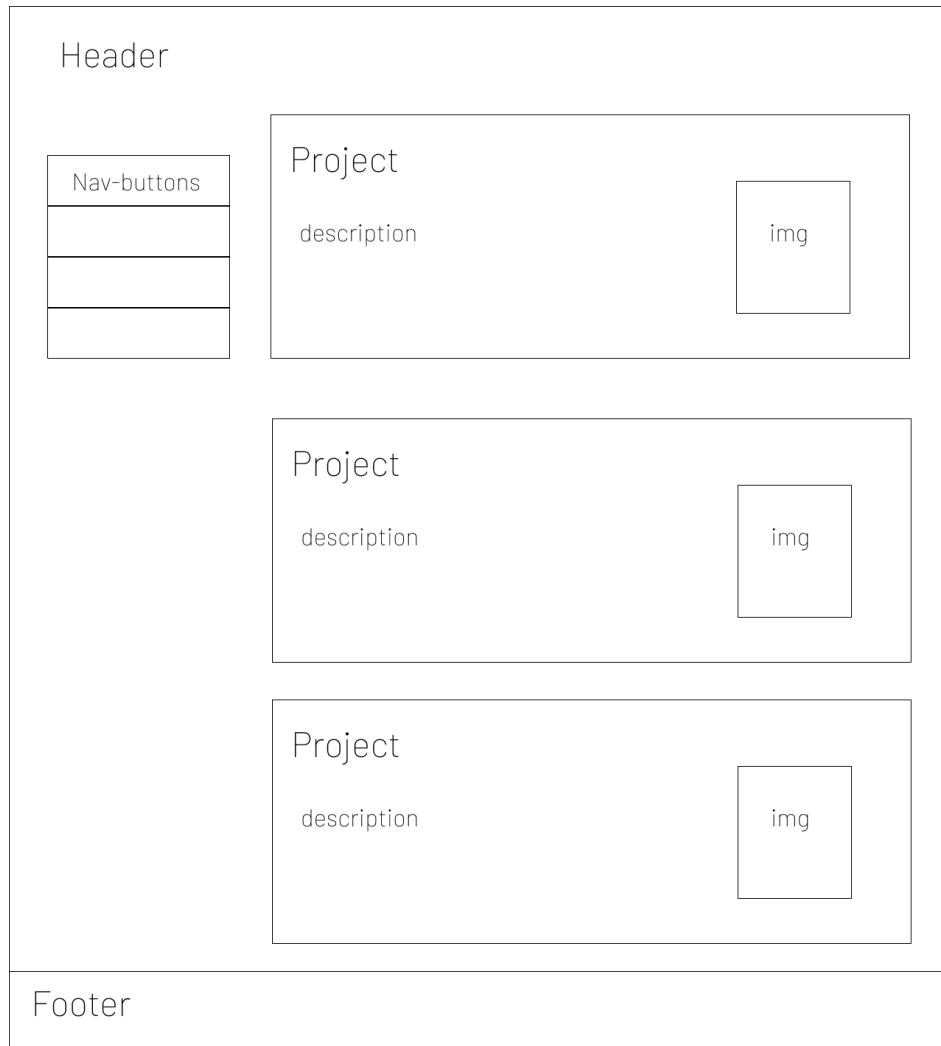 Header
Nav-buttons
Project
description
img
Project
description
img
Project
description
img
Footer